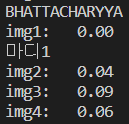 BHATTACHARYYA
img1:   0.00
마디1
img2:   0.04
img3:   0.09
img4:   0.06